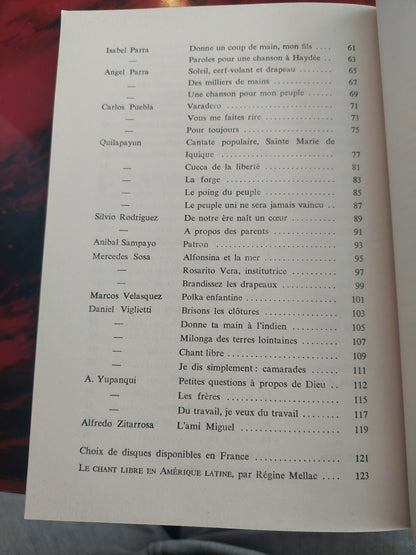 Isabel Parra Donne un coup de main, mon fils .... 61
— Paroles pour une chanson à Haydée .. 63
Angel Parra Soleil, cerf-volant et drapeau ........ 65
— Des milliers de mains .............. 67
— Une chanson pour mon peuple ...... 69
Carlos Puebla Varadero ........................ 71
— Vous me faites rire ................ 73
— Pour toujours .................... 75
Quilapayun Cantate populaire, Sainte Marie de
Iquique ........................ 77
— Cueca de la liberté ................ 81
— La forge ........................ 83
— Le poing du peuple ................ 85
— Le peuple uni ne sera jamais vaincu .. 87
Silvio Rodriguez De notre être naît un cœur .......... 89
— A propos des parents .............. 91
Anibal Sampayo Patron .......................... 93
Mercedes Sosa Alfonsina et la mer ................ 95
— Rosarito Vera, institutrice .......... 97
— Brandissez les drapeaux ............ 99
Marcos Velasquez Polka enfantine .................... 101
Daniel Viglietti Brisons les clôtures ................ 103
— Donne ta main à l'indien .......... 105
— Milonga des terres lointaines ........ 107
— Chant libre ...................... 109
— Je dis simplement : camarades ...... 111
A. Yupanqui Petites questions à propos de Dieu .. 112
— Les frères ........................ 115
— Du travail, je veux du travail ........ 117
Alfredo Zitarrosa L'ami Miguel ...................... 119
Choix de disques disponibles en France .................. 121
LE CHANT LIBRE EN AMÉRIQUE LATINE, par Régine Mellac .... 123